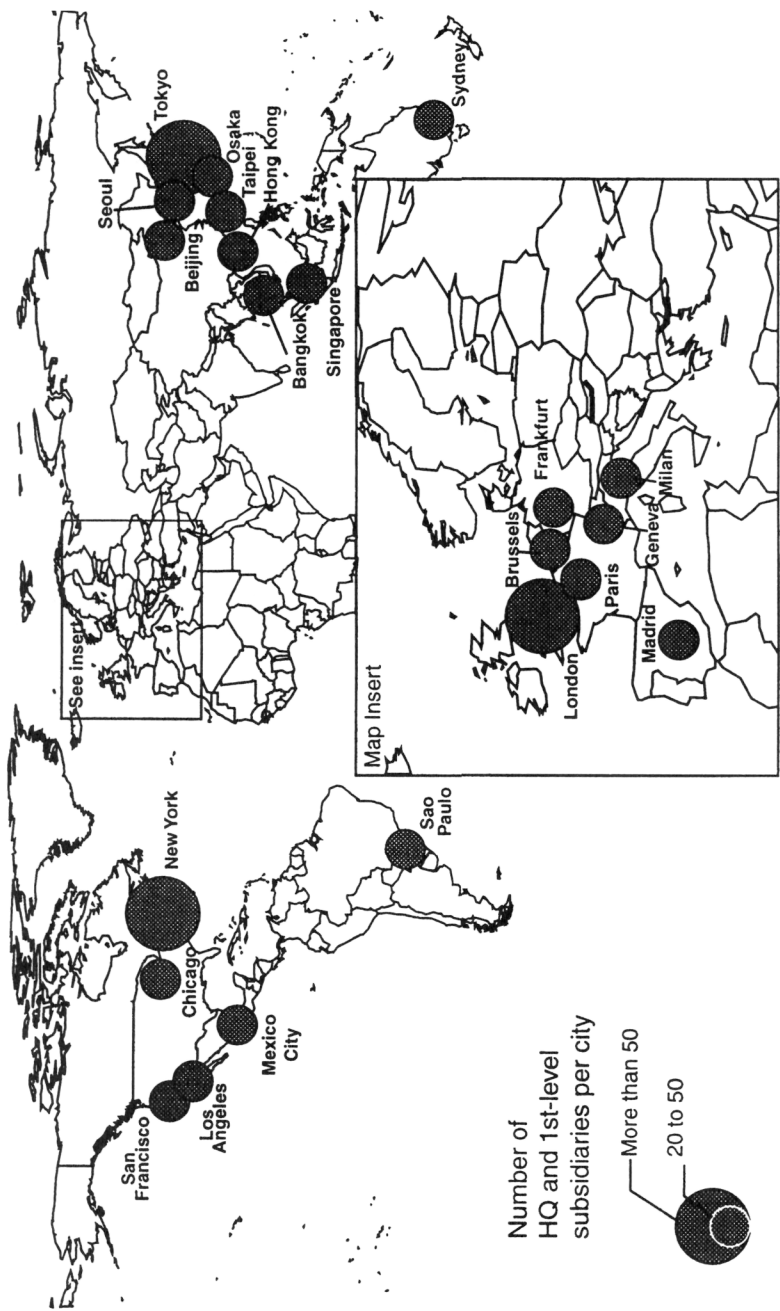 See insert
Seoul
Tokyo
Beijing
Osaka
Taipei
Hong Kong
Bangkok
Singapore
Sydney
New York
Chicago
San
Francisco
Los
Angeles
Mexico
City
Sao
Paulo
Map Insert
London
Brussels
Frankfurt
Paris
Geneva
Milan
Madrid
Number of
HQ and 1st-level
subsidiaries per city
More than 50
20 to 50